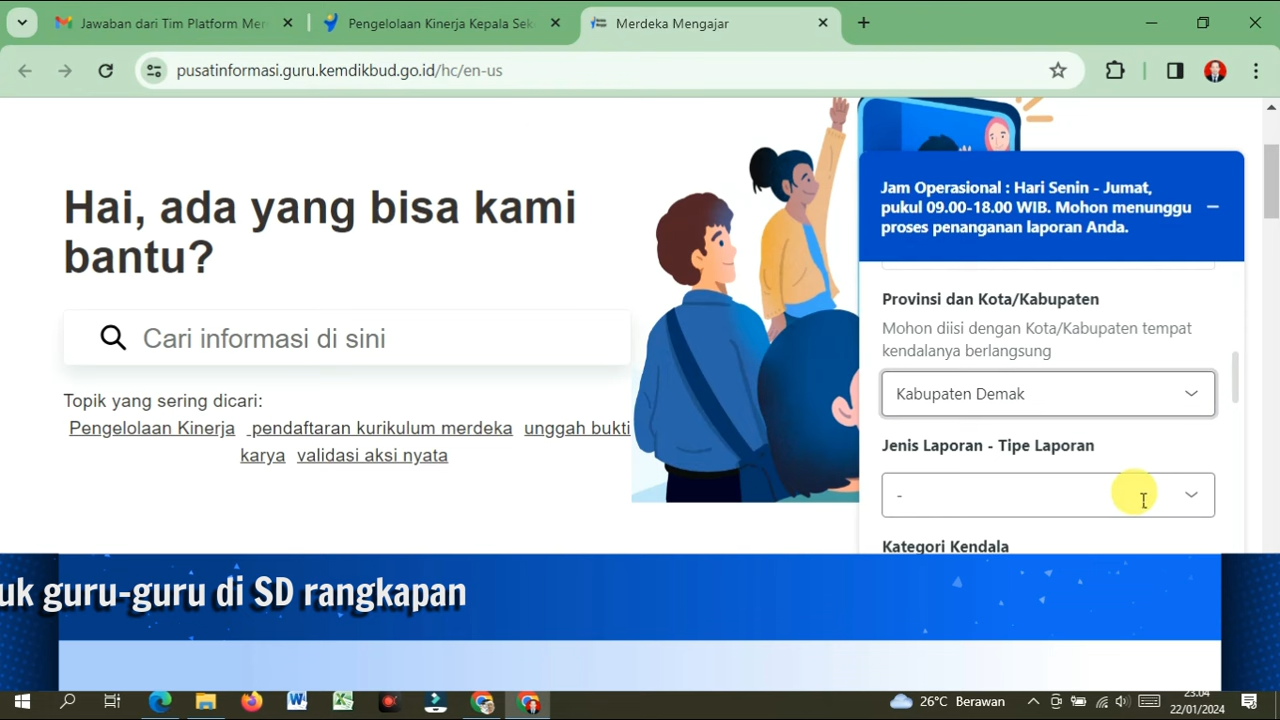 Jawaban dari Tim Platform Mer
Pengelolaan Kinerja Kepala Sek
Merdeka Mengajar
pusatinformasi.guru.kemdikbud.go.id/hc/en-us
Hai, ada yang bisa kami
bantu?
Cari informasi di sini
Topik yang sering dicari:
Pengelolaan Kinerja pendaftaran kurikulum merdeka unggah bukti
karya validasi aksi nyata
Jam Operasional : Hari Senin - Jumat,
pukul 09.00-18.00 WIB. Mohon menunggu
proses penanganan laporan Anda.
Provinsi dan Kota/Kabupaten
Mohon diisi dengan Kota/Kabupaten tempat
kendalanya berlangsung
Kabupaten Demak
Jenis Laporan - Tipe Laporan
-
Kategori Kendala
uk guru-guru di SD rangkapan
26°C Berawan
23.04
22/01/2024